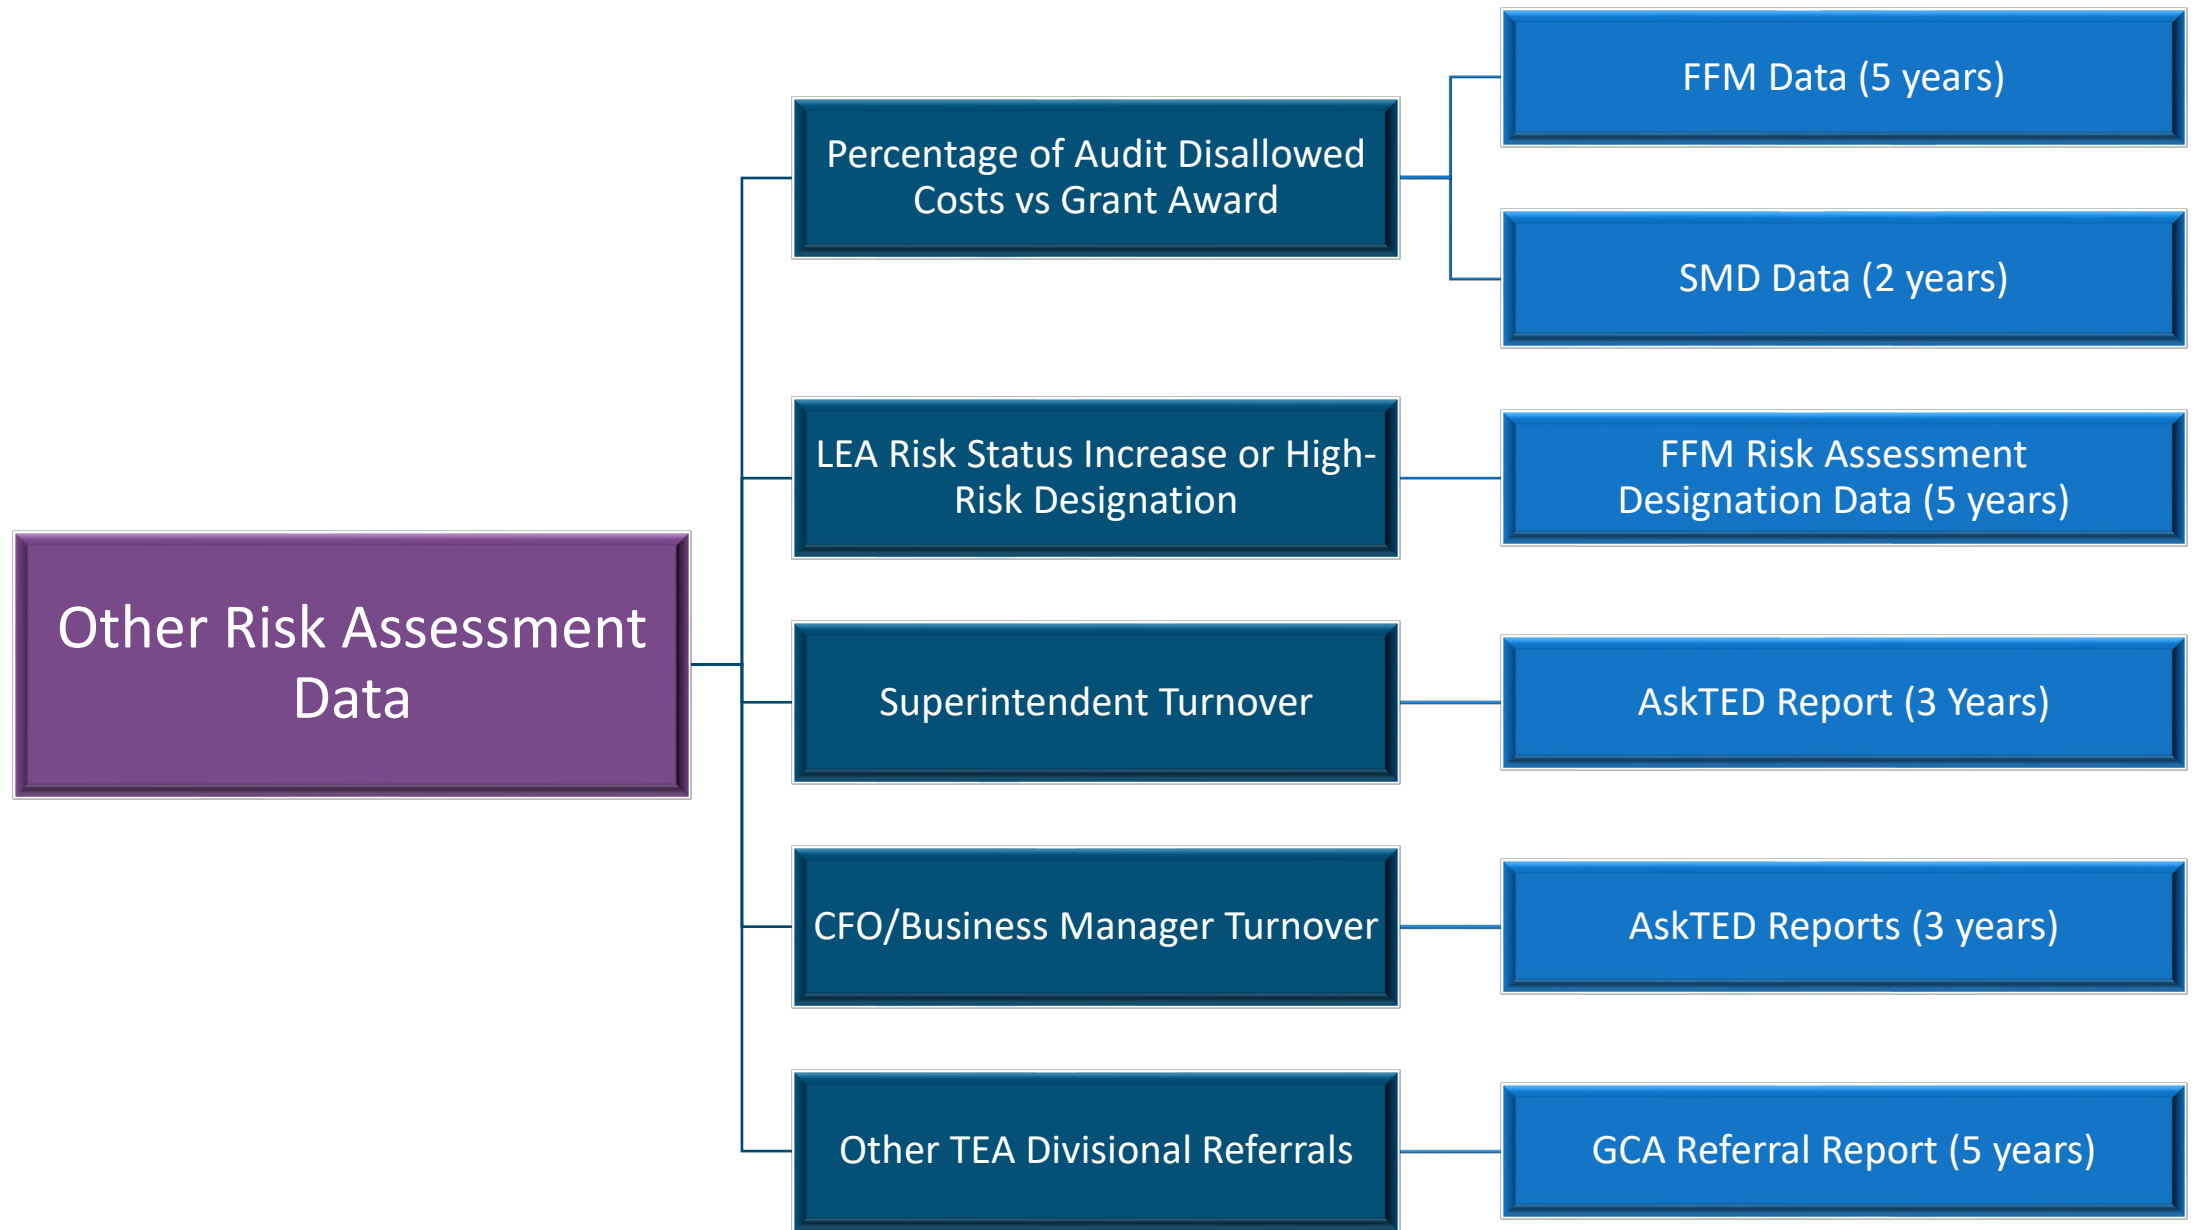 Other Risk Assessment
Data
Percentage of Audit Disallowed
Costs vs Grant Award
FFM Data (5 years)
SMD Data (2 years)
LEA Risk Status Increase or High-
Risk Designation
FFM Risk Assessment
Designation Data (5 years)
Superintendent Turnover
AskTED Report (3 Years)
CFO/Business Manager Turnover
AskTED Reports (3 years)
Other TEA Divisional Referrals
GCA Referral Report (5 years)